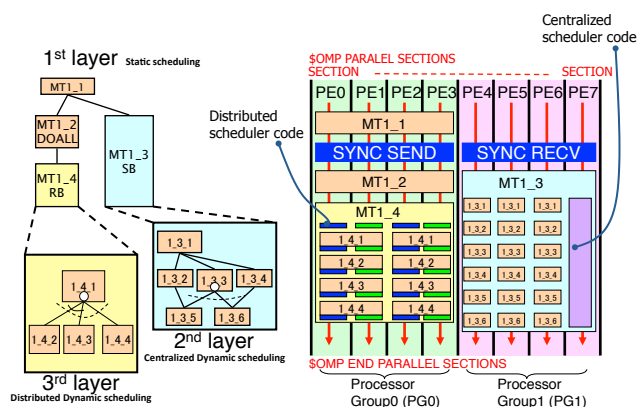 1st layer
Static scheduling
MT1_1
MT1_2
DOALL
MT1_3
SB
MT1_4
RB
1_4_1
1_4_2
1_4_3
1_4_4
3rd layer
Distributed Dynamic scheduling
1_3_1
1_3_2
1_3_3
1_3_4
1_3_5
1_3_6
2nd layer
Centralized Dynamic scheduling
Centralized
scheduler code
Distributed
scheduler code
$OMP PARALEL SECTIONS
SECTION
SECTION
PE0
PE1
PE2
PE3
PE4
PE5
PE6
PE7
MT1_1
SYNC SEND
SYNC RECV
MT1_2
MT1_3
MT1_4
1_4_1
1_4_1
1_4_2
1_4_2
1_4_3
1_4_3
1_4_4
1_4_4
1_3_1
1_3_1
1_3_1
1_3_2
1_3_2
1_3_2
1_3_3
1_3_3
1_3_3
1_3_4
1_3_4
1_3_4
1_3_5
1_3_5
1_3_5
1_3_6
1_3_6
1_3_6
$OMP END PARALLEL SECTIONS
Processor
Group0 (PG0)
Processor
Group1 (PG1)